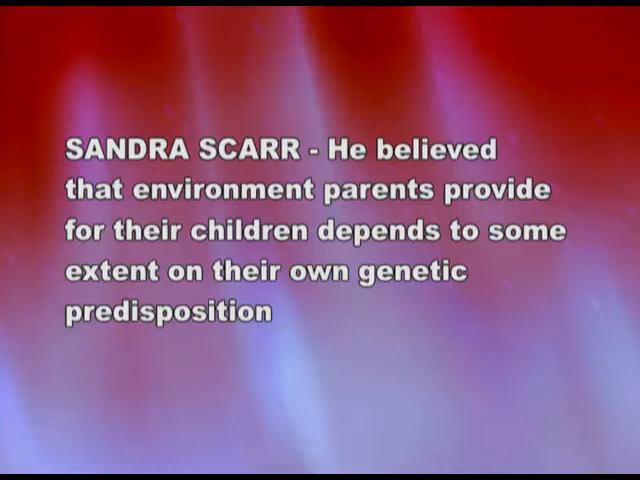 SANDRA SCARR - He believed
that environment parents provide
for their children depends to some
extent on their own genetic
predisposition